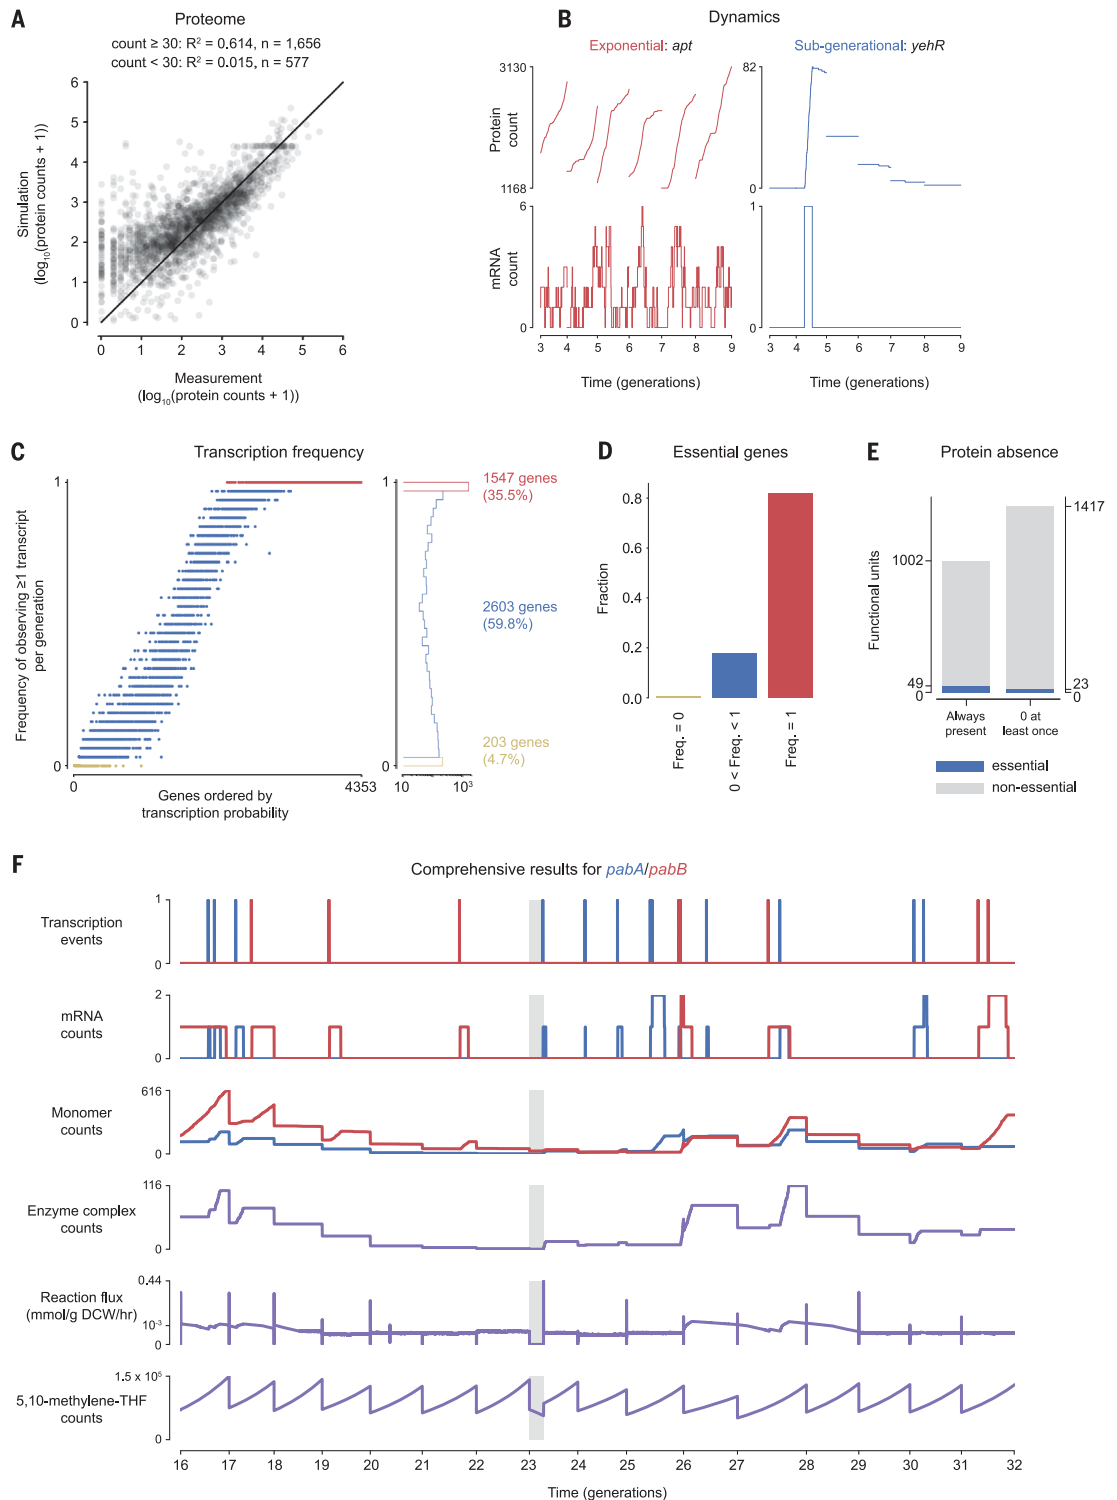 A
Proteome
count ≥ 30: R² = 0.614, n = 1,656
count < 30: R² = 0.015, n = 577
Simulation
(log₁₀(protein counts + 1))
6
5
4
3
2
1
0
0 1 2 3 4 5 6
Measurement
(log₁₀(protein counts + 1))
B
Dynamics
Exponential: apt
Sub-generational: yehR
Protein
count
3130
1168
82
0
mRNA
count
6
0
1
0
3 4 5 6 7 8 9
3 4 5 6 7 8 9
Time (generations)
Time (generations)
C
Transcription frequency
Frequency of observing ≥1 transcript
per generation
1
0
0 4353
Genes ordered by
transcription probability
1
0
10 10³
1547 genes
(35.5%)
2603 genes
(59.8%)
203 genes
(4.7%)
D
Essential genes
Fraction
0.8
0.6
0.4
0.2
0.0
Freq. = 0
0 < Freq. < 1
Freq. = 1
E
Protein absence
Functional units
1002
49
0
1417
23
0
Always
present
0 at
least once
essential
non-essential
F
Comprehensive results for pabA/pabB
Transcription
events
1
0
mRNA
counts
2
0
Monomer
counts
616
0
Enzyme complex
counts
116
0
Reaction flux
(mmol/g DCW/hr)
0.44
10⁻³
0
5,10-methylene-THF
counts
1.5 x 10⁵
0
16 17 18 19 20 21 22 23 24 25 26 27 28 29 30 31 32
Time (generations)